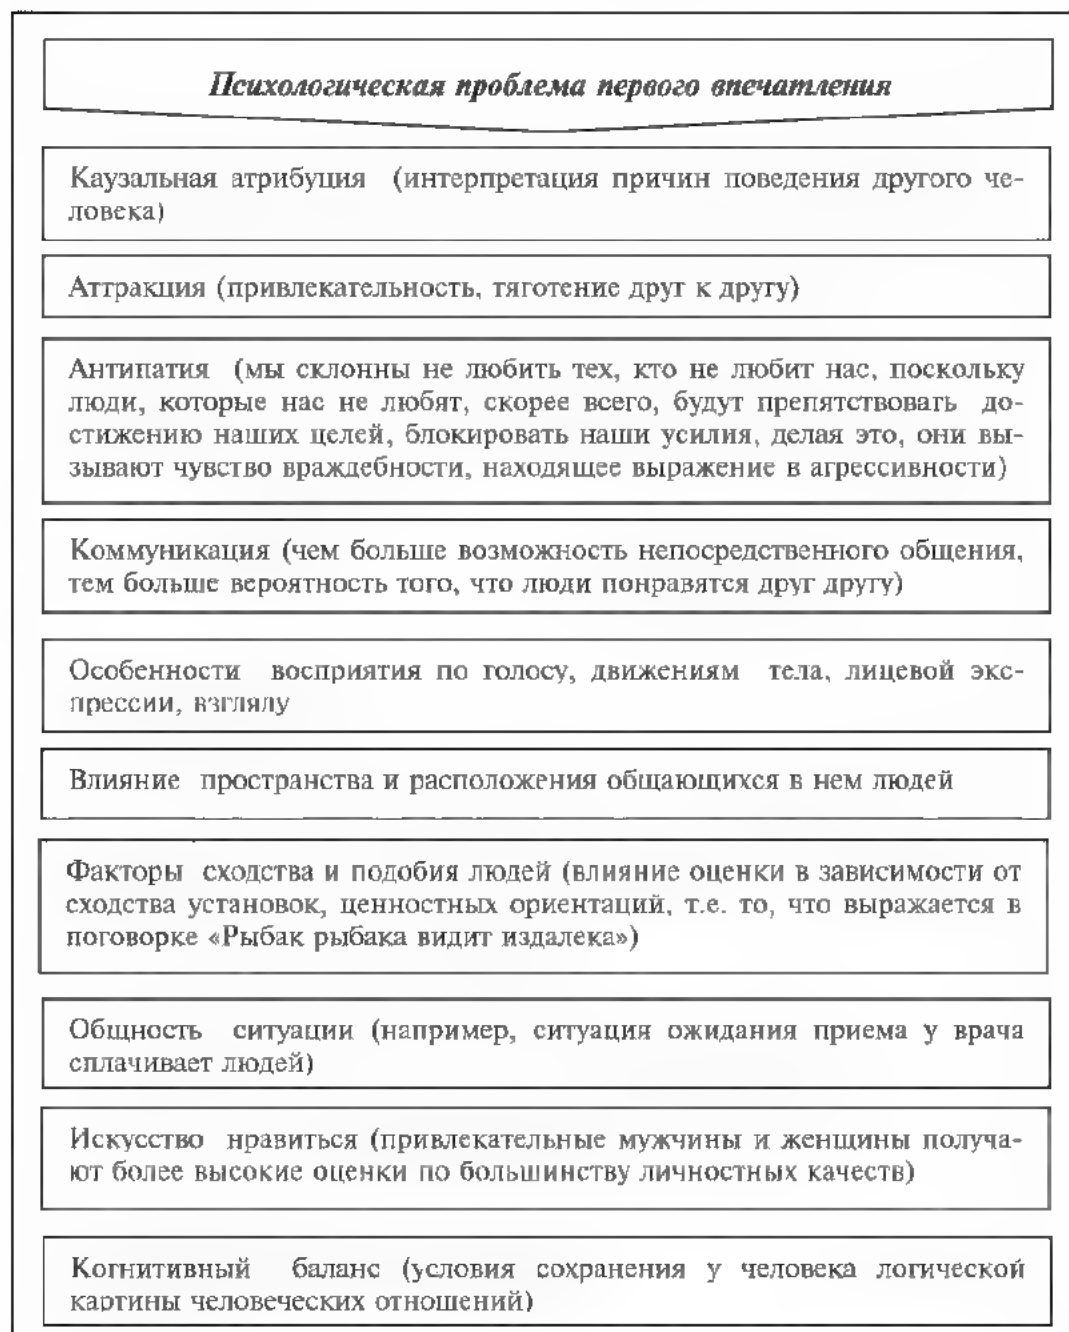 Психологическая проблема первого впечатления
Каузальная атрибуция (интерпретация причин поведения другого че-
ловека)
Аттракция (привлекательность, тяготение друг к другу)
Антипатия (мы склонны не любить тех, кто не любит нас, поскольку
люди, которые нас не любят, скорее всего, будут препятствовать до-
стижению наших целей, блокировать наши усилия, делая это, они вы-
зывают чувство враждебности, находящее выражение в агрессивности)
Коммуникация (чем больше возможность непосредственного общения,
тем больше вероятность того, что люди понравятся друг другу)
Особенности восприятия по голосу, движениям тела, лицевой экс-
прессии, взгляду
Влияние пространства и расположения общающихся в нем людей
Факторы сходства и подобия людей (влияние оценки в зависимости от
сходства установок, ценностных ориентаций, т.е. то, что выражается в
поговорке «Рыбак рыбака видит издалека»)
Общность ситуации (например, ситуация ожидания приема у врача
сплачивает людей)
Искусство нравиться (привлекательные мужчины и женщины получа-
ют более высокие оценки по большинству личностных качеств)
Когнитивный баланс (условия сохранения у человека логической
картины человеческих отношений)